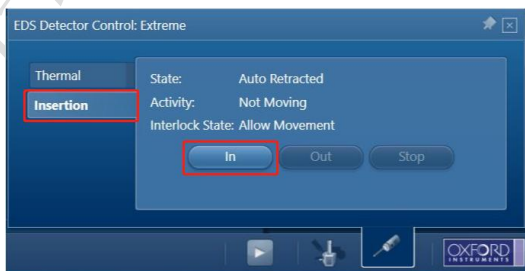 EDS Detector Control: Extreme
Thermal
Insertion
State: Auto Retracted
Activity: Not Moving
Interlock State: Allow Movement
In Out Stop
OXFORD
INSTRUMENTS